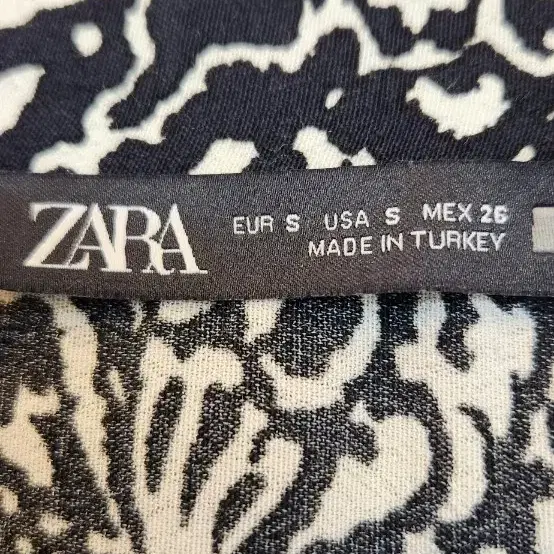 ZARA
EUR S USA S MEX 26
MADE IN TURKEY